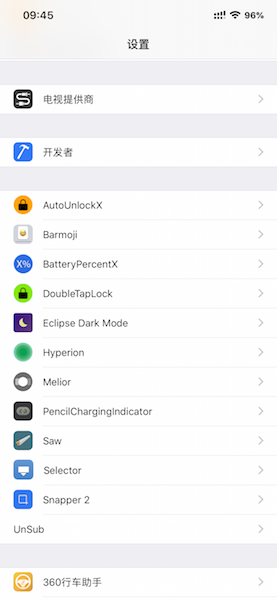 09:45
96%
设置
电视提供商
开发者
AutoUnlockX
Barmoji
X%
BatteryPercentX
DoubleTapLock
Eclipse Dark Mode
Hyperion
Melior
PencilChargingIndicator
Saw
Selector
Snapper 2
UnSub
360行车助手